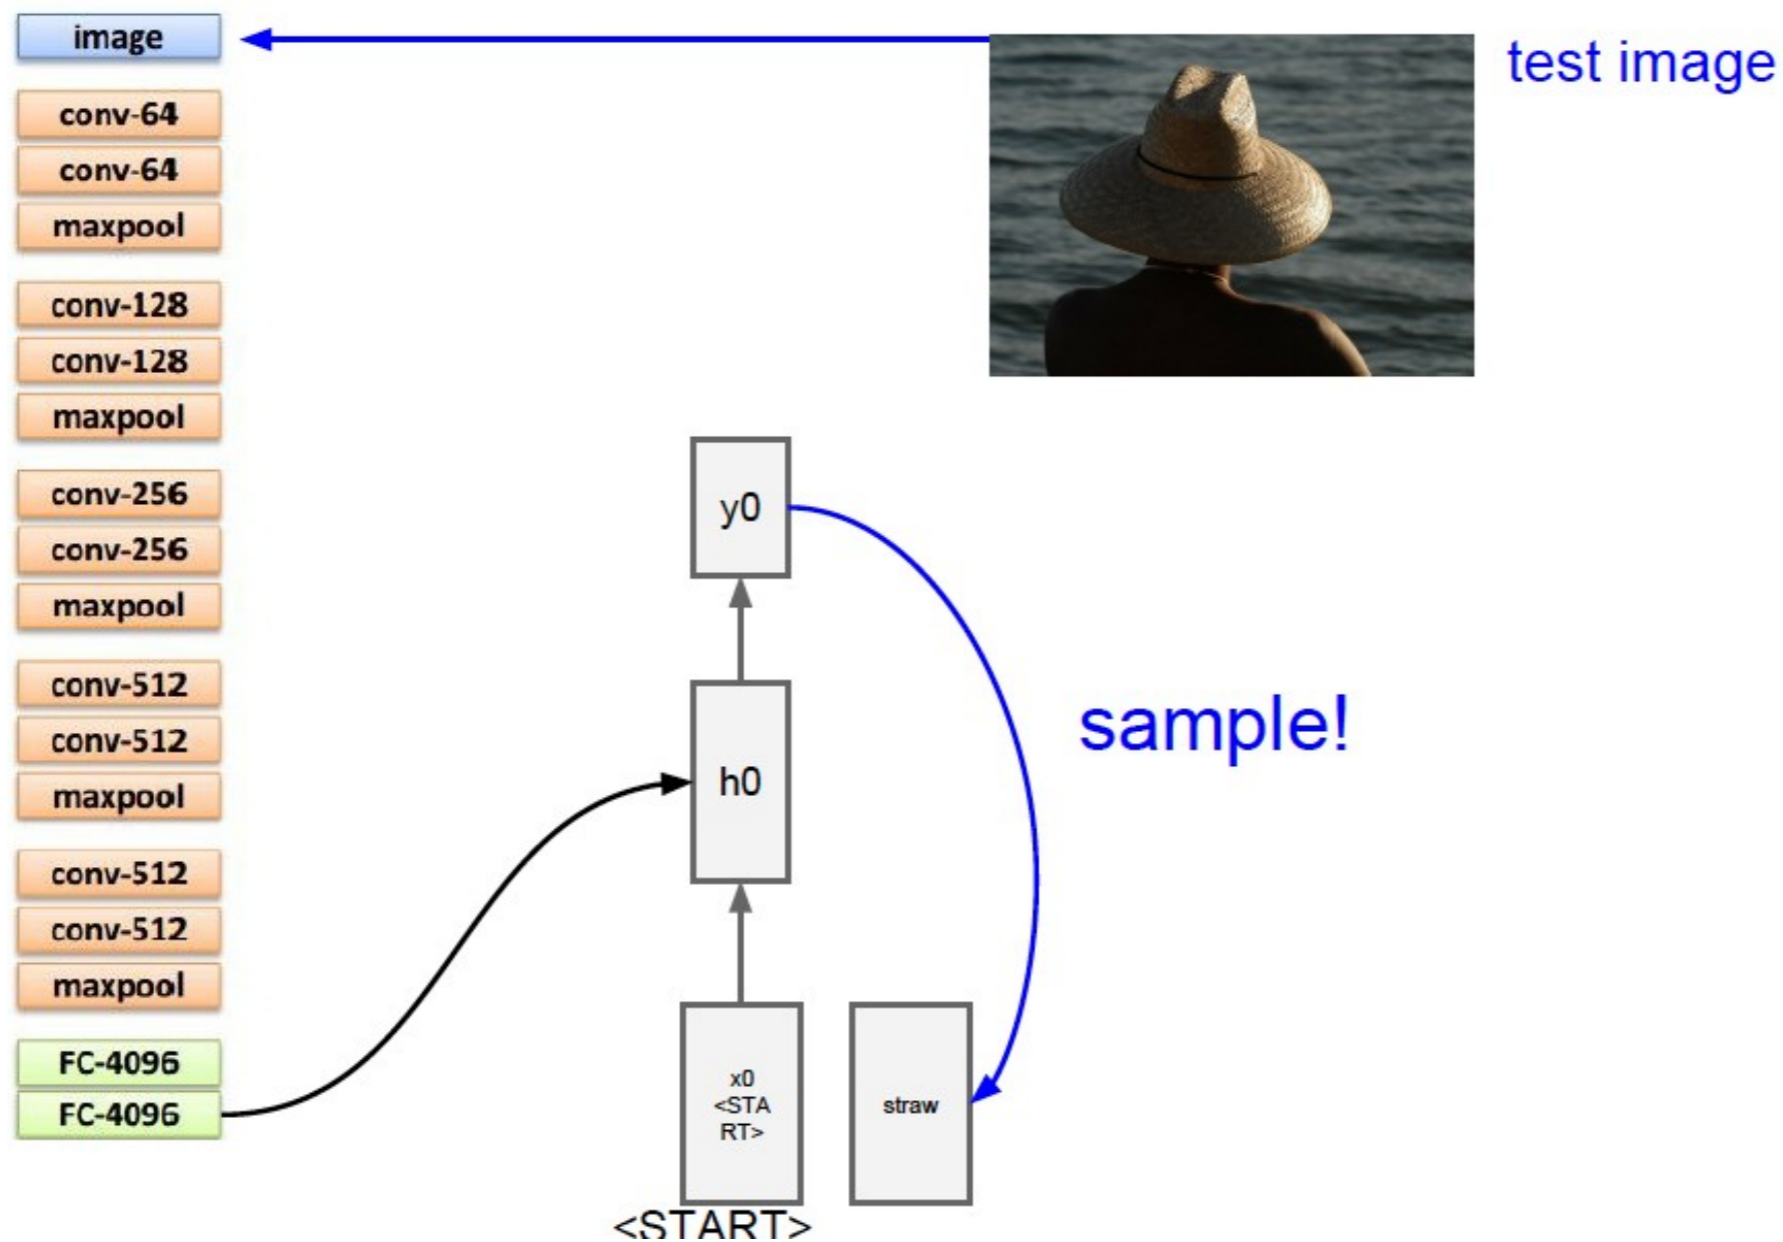 image
test image
conv-64
conv-64
maxpool
conv-128
conv-128
maxpool
conv-256
conv-256
maxpool
conv-512
conv-512
maxpool
conv-512
conv-512
maxpool
FC-4096
FC-4096
y0
h0
sample!
x0
<STA
RT>
straw
<START>